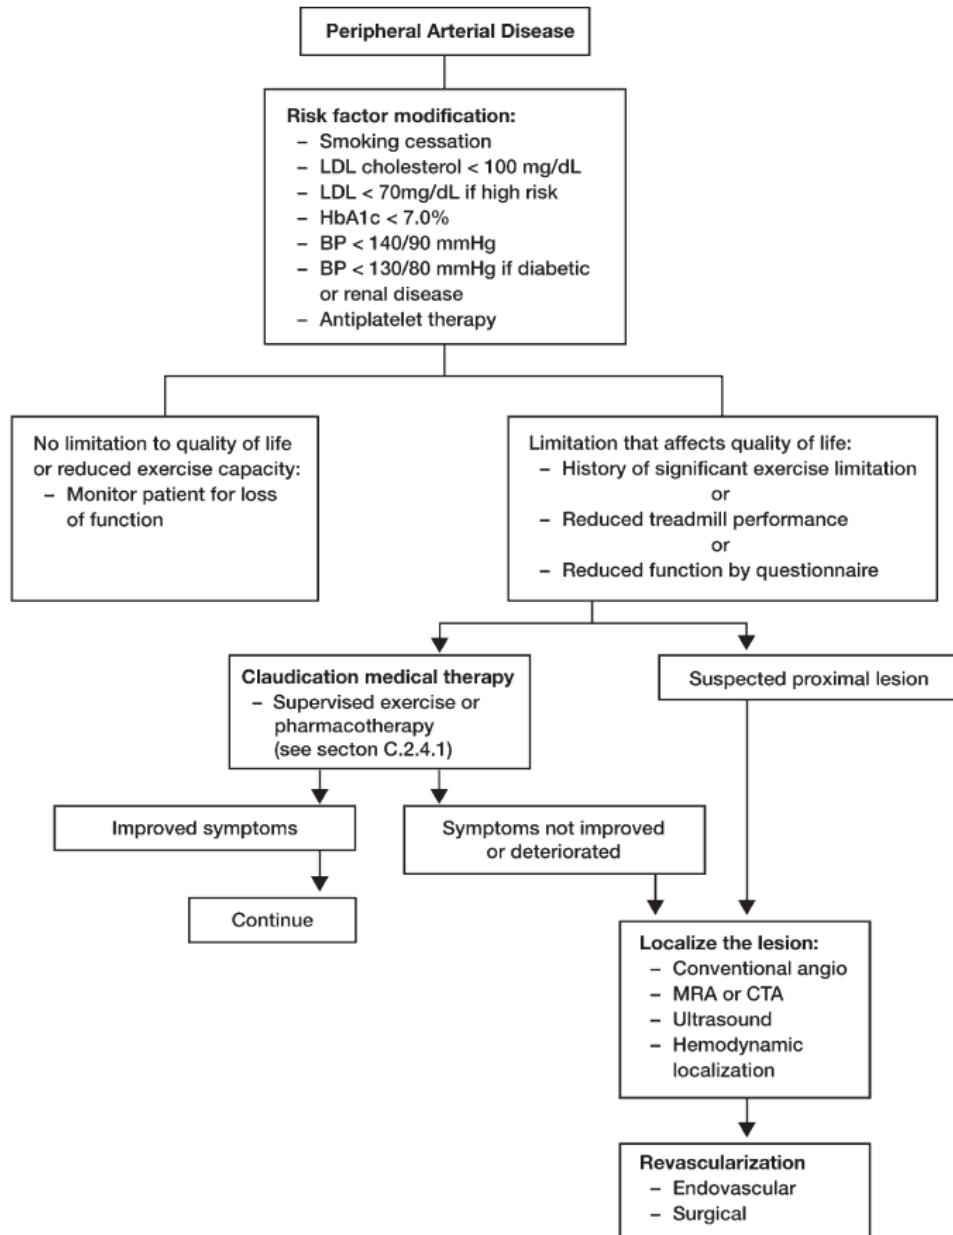 Peripheral Arterial Disease
Risk factor modification:
– Smoking cessation
– LDL cholesterol < 100 mg/dL
– LDL < 70mg/dL if high risk
– HbA1c < 7.0%
– BP < 140/90 mmHg
– BP < 130/80 mmHg if diabetic
or renal disease
– Antiplatelet therapy
No limitation to quality of life
or reduced exercise capacity:
– Monitor patient for loss
of function
Limitation that affects quality of life:
– History of significant exercise limitation
or
– Reduced treadmill performance
or
– Reduced function by questionnaire
Claudication medical therapy
– Supervised exercise or
pharmacotherapy
(see secton C.2.4.1)
Suspected proximal lesion
Improved symptoms
Symptoms not improved
or deteriorated
Continue
Localize the lesion:
– Conventional angio
– MRA or CTA
– Ultrasound
– Hemodynamic
localization
Revascularization
– Endovascular
– Surgical